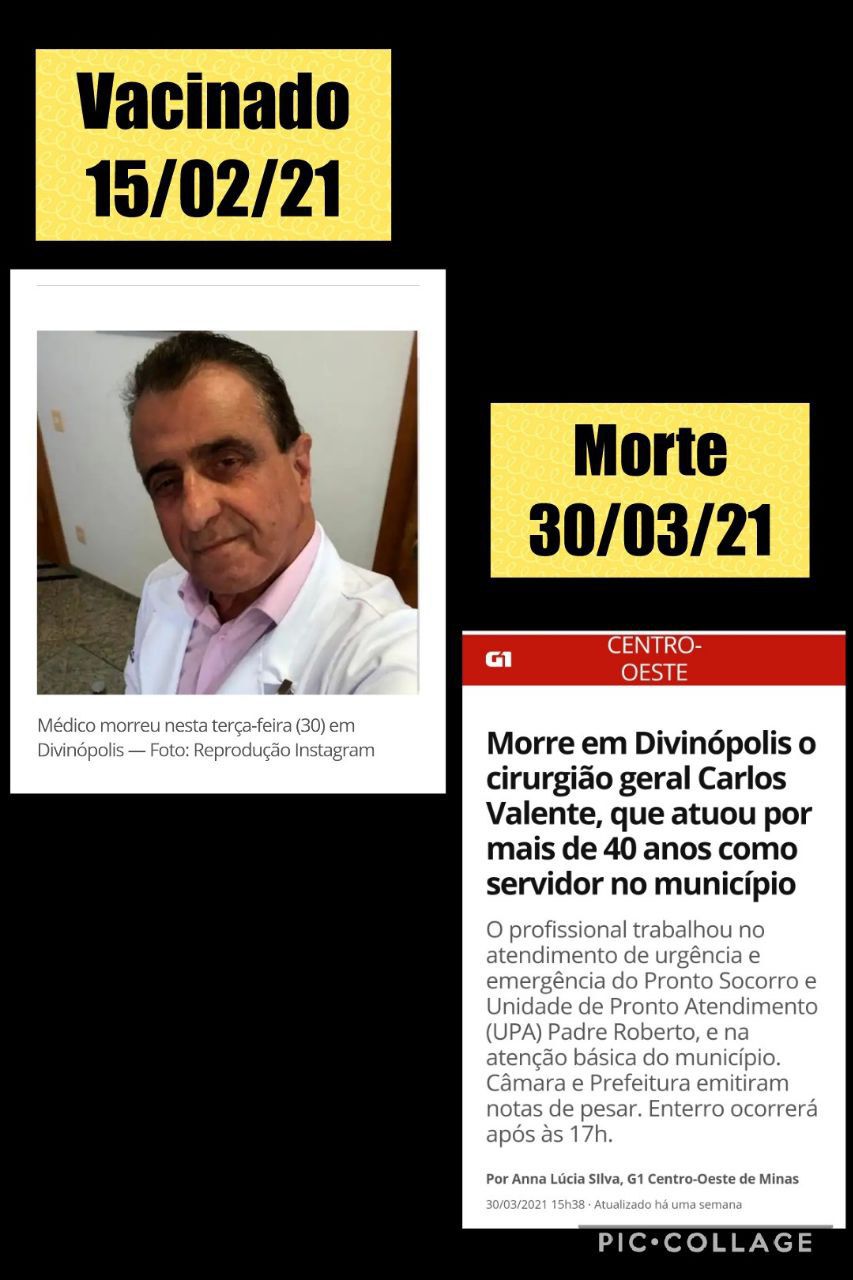 Vacinado
15/02/21
Médico morreu nesta terça-feira (30) em
Divinópolis — Foto: Reprodução Instagram
Morte
30/03/21
G1
CENTRO-
OESTE
Morre em Divinópolis o
cirurgião geral Carlos
Valente, que atuou por
mais de 40 anos como
servidor no município
O profissional trabalhou no
atendimento de urgência e
emergência do Pronto Socorro e
Unidade de Pronto Atendimento
(UPA) Padre Roberto, e na
atenção básica do município.
Câmara e Prefeitura emitiram
notas de pesar. Enterro ocorrerá
após às 17h.
Por Anna Lúcia SIlva, G1 Centro-Oeste de Minas
30/03/2021 15h38 · Atualizado há uma semana
PIC•COLLAGE